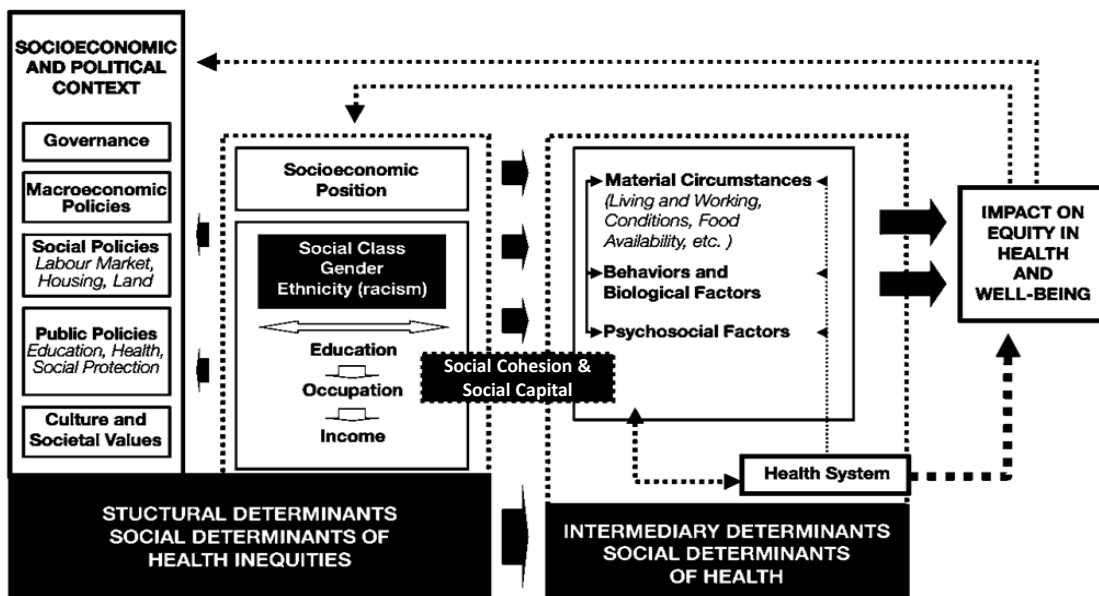 SOCIOECONOMIC
AND POLITICAL
CONTEXT
Governance
Macroeconomic
Policies
Social Policies
Labour Market,
Housing, Land
Public Policies
Education, Health,
Social Protection
Culture and
Societal Values
Socioeconomic
Position
Social Class
Gender
Ethnicity (racism)
Education
Occupation
Income
Social Cohesion &
Social Capital
Material Circumstances
(Living and Working,
Conditions, Food
Availability, etc. )
Behaviors and
Biological Factors
Psychosocial Factors
Health System
IMPACT ON
EQUITY IN
HEALTH
AND
WELL-BEING
STUCTURAL DETERMINANTS
SOCIAL DETERMINANTS OF
HEALTH INEQUITIES
INTERMEDIARY DETERMINANTS
SOCIAL DETERMINANTS
OF HEALTH